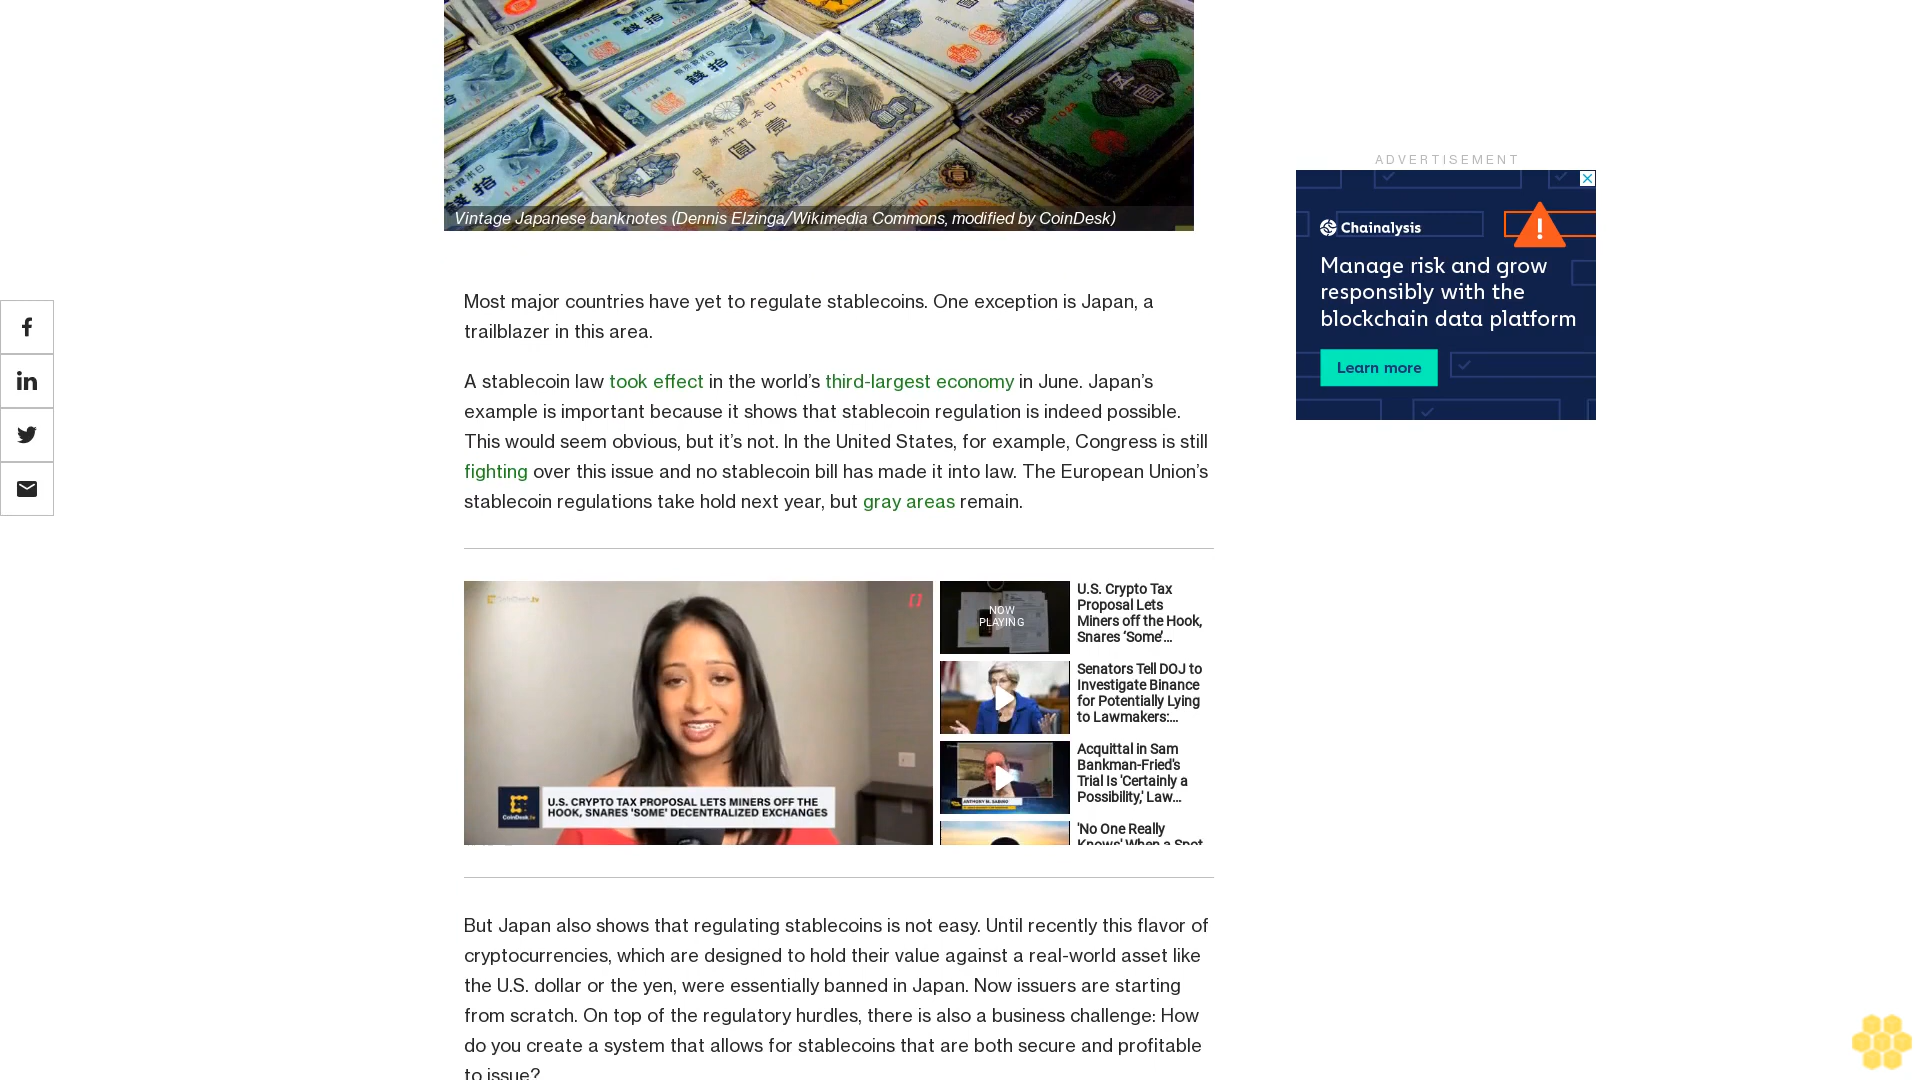 Vintage Japanese banknotes (Dennis Elzinga/Wikimedia Commons, modified by CoinDesk)
ADVERTISEMENT
Chainalysis
Manage risk and grow
responsibly with the
blockchain data platform
Learn more
Most major countries have yet to regulate stablecoins. One exception is Japan, a
trailblazer in this area.
A stablecoin law took effect in the world’s third-largest economy in June. Japan’s
example is important because it shows that stablecoin regulation is indeed possible.
This would seem obvious, but it’s not. In the United States, for example, Congress is still
fighting over this issue and no stablecoin bill has made it into law. The European Union’s
stablecoin regulations take hold next year, but gray areas remain.
CoinDesk.tv
U.S. CRYPTO TAX PROPOSAL LETS MINERS OFF THE
HOOK, SNARES 'SOME' DECENTRALIZED EXCHANGES
CoinDesk.tv
NOW
PLAYING
U.S. Crypto Tax
Proposal Lets
Miners off the Hook,
Snares ‘Some’...
Senators Tell DOJ to
Investigate Binance
for Potentially Lying
to Lawmakers:...
ANTHONY M. SABINO
Acquittal in Sam
Bankman-Fried's
Trial Is 'Certainly a
Possibility,' Law...
'No One Really
Knows' When a Spot
But Japan also shows that regulating stablecoins is not easy. Until recently this flavor of
cryptocurrencies, which are designed to hold their value against a real-world asset like
the U.S. dollar or the yen, were essentially banned in Japan. Now issuers are starting
from scratch. On top of the regulatory hurdles, there is also a business challenge: How
do you create a system that allows for stablecoins that are both secure and profitable
to issue?